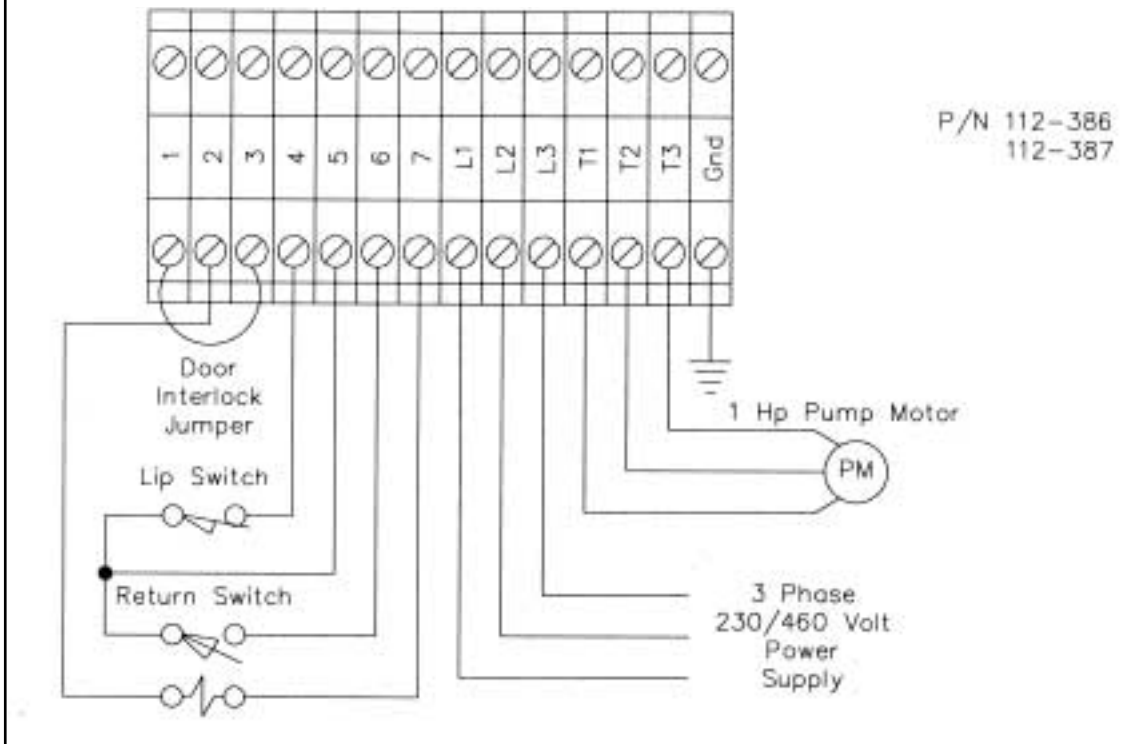 P/N 112-386
112-387
1 2 3 4 5 6 7 L1 L2 L3 T1 T2 T3 Gnd
Door
Interlock
Jumper
1 Hp Pump Motor
PM
Lip Switch
Return Switch
3 Phase
230/460 Volt
Power
Supply